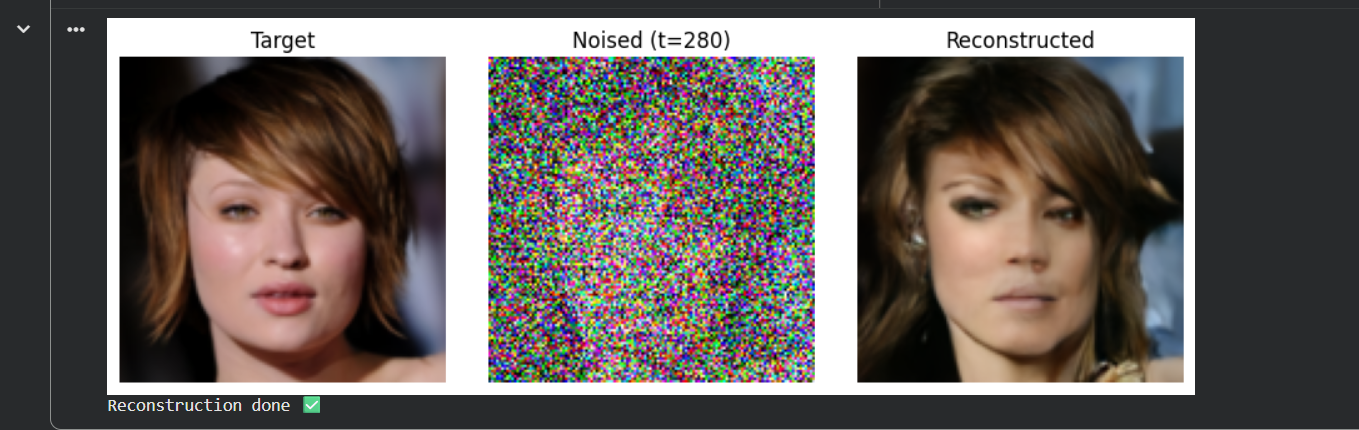 Target
Noised (t=280)
Reconstructed
Reconstruction done ✅